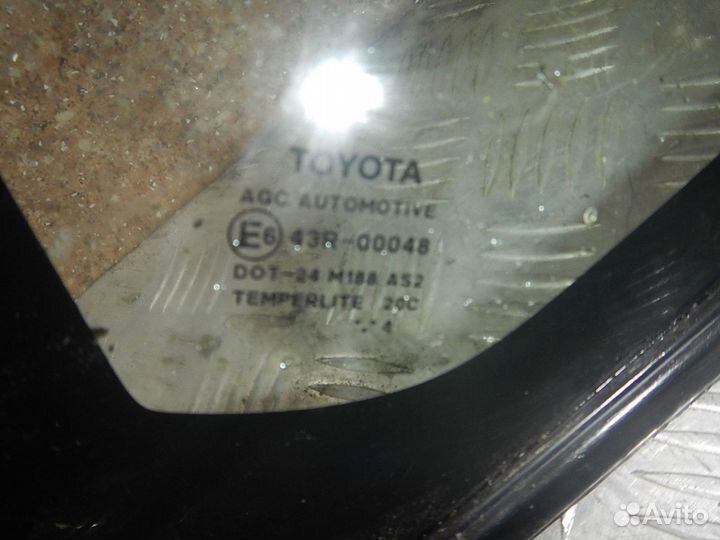 TOYOTA
AGC AUTOMOTIVE
E6 43R-00048
DOT-24 M188 AS2
TEMPERLITE 20C
4
Avito